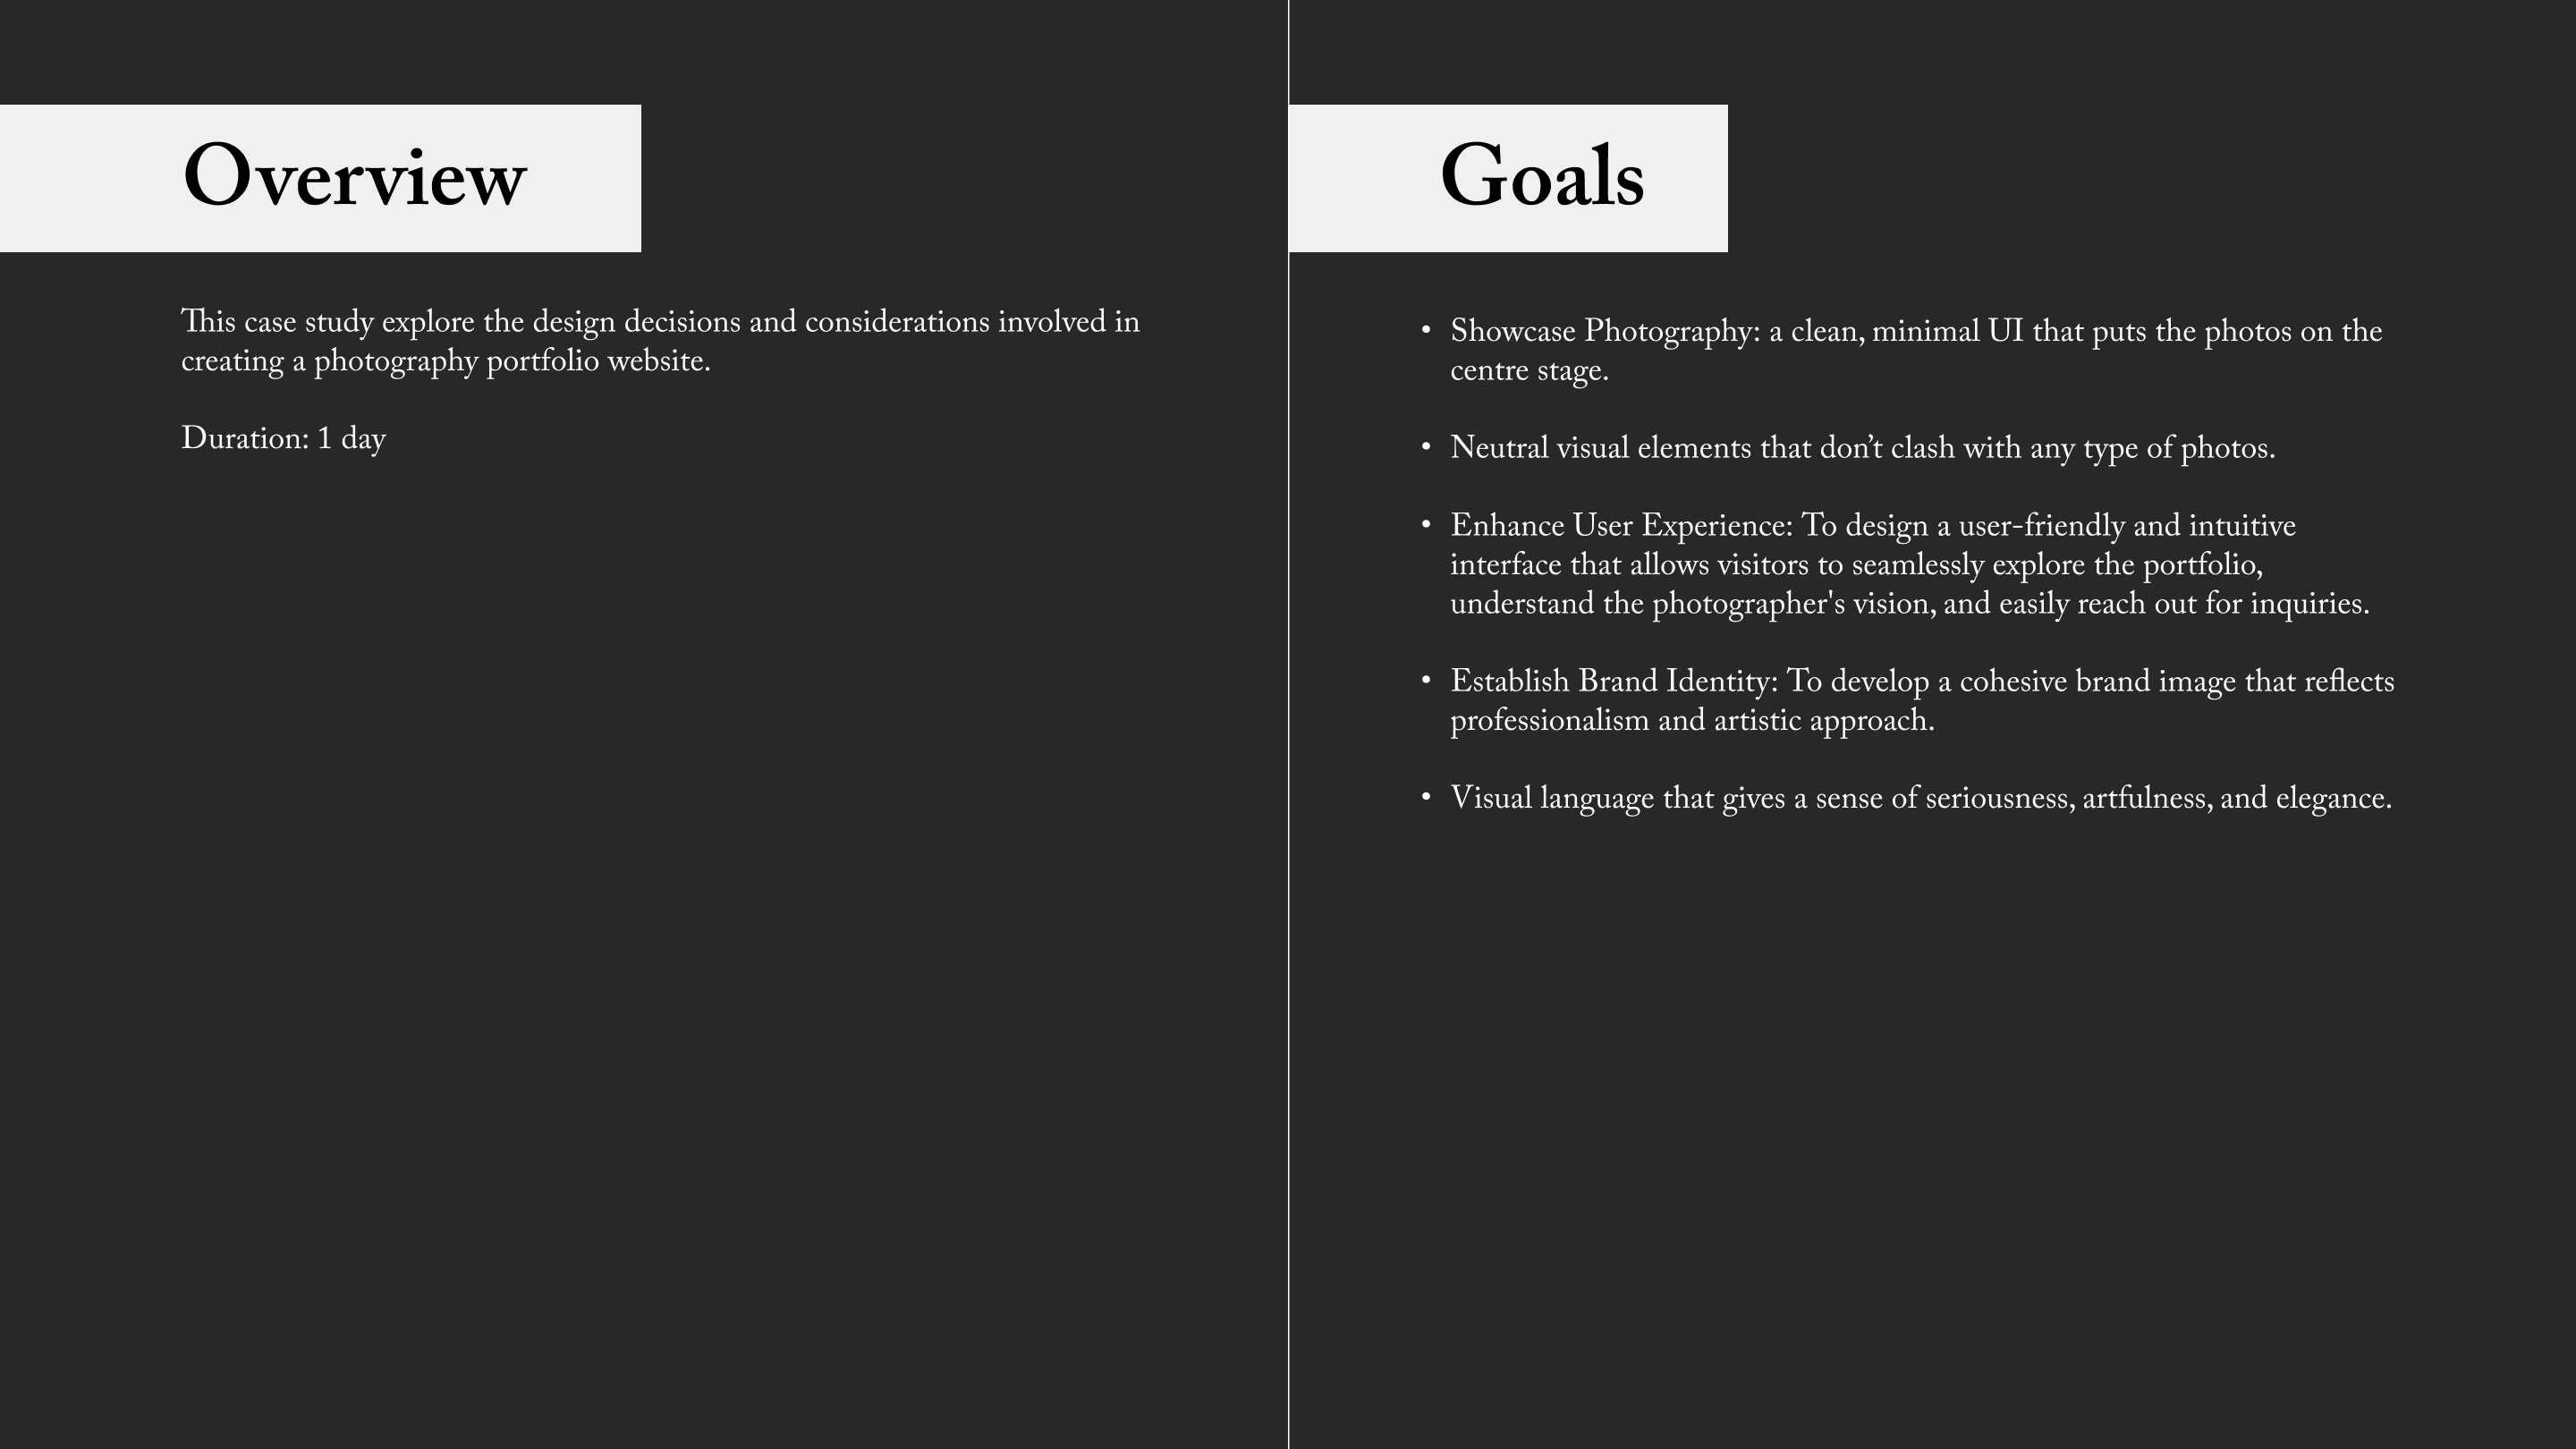 Overview
This case study explore the design decisions and considerations involved in
creating a photography portfolio website.
Duration: 1 day
Goals
• Showcase Photography: a clean, minimal UI that puts the photos on the
centre stage.
• Neutral visual elements that don’t clash with any type of photos.
• Enhance User Experience: To design a user-friendly and intuitive
interface that allows visitors to seamlessly explore the portfolio,
understand the photographer's vision, and easily reach out for inquiries.
• Establish Brand Identity: To develop a cohesive brand image that reflects
professionalism and artistic approach.
• Visual language that gives a sense of seriousness, artfulness, and elegance.